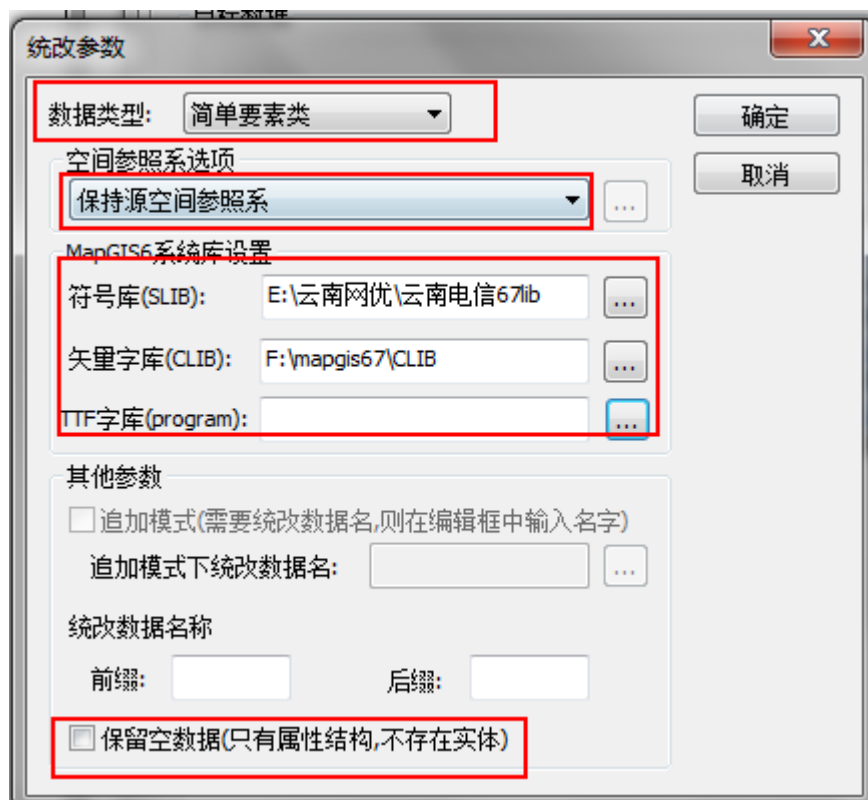 目标数据
统改参数
数据类型: 简单要素类
确定
空间参照系选项
取消
保持源空间参照系
...
MapGIS6系统库设置
符号库(SLIB): E:\云南网优\云南电信67lib ...
矢量字库(CLIB): F:\mapgis67\CLIB ...
TTF字库(program): ...
其他参数
追加模式(需要统改数据名,则在编辑框中输入名字)
追加模式下统改数据名: ...
统改数据名称
前缀: 后缀:
保留空数据(只有属性结构,不存在实体)